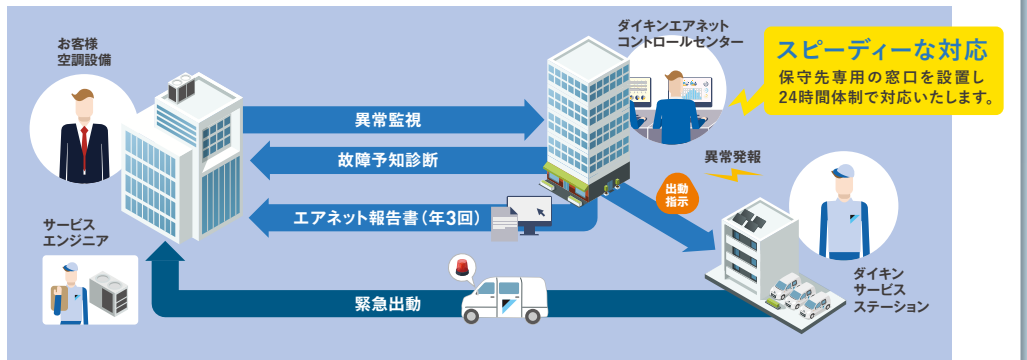 お客様
空調設備
ダイキンエアネット
コントロールセンター
スピーディーな対応
保守先専用の窓口を設置し
24時間体制で対応いたします。
異常監視
故障予知診断
エアネット報告書(年3回)
異常発報
出動
指示
サービス
エンジニア
緊急出動
ダイキン
サービス
ステーション